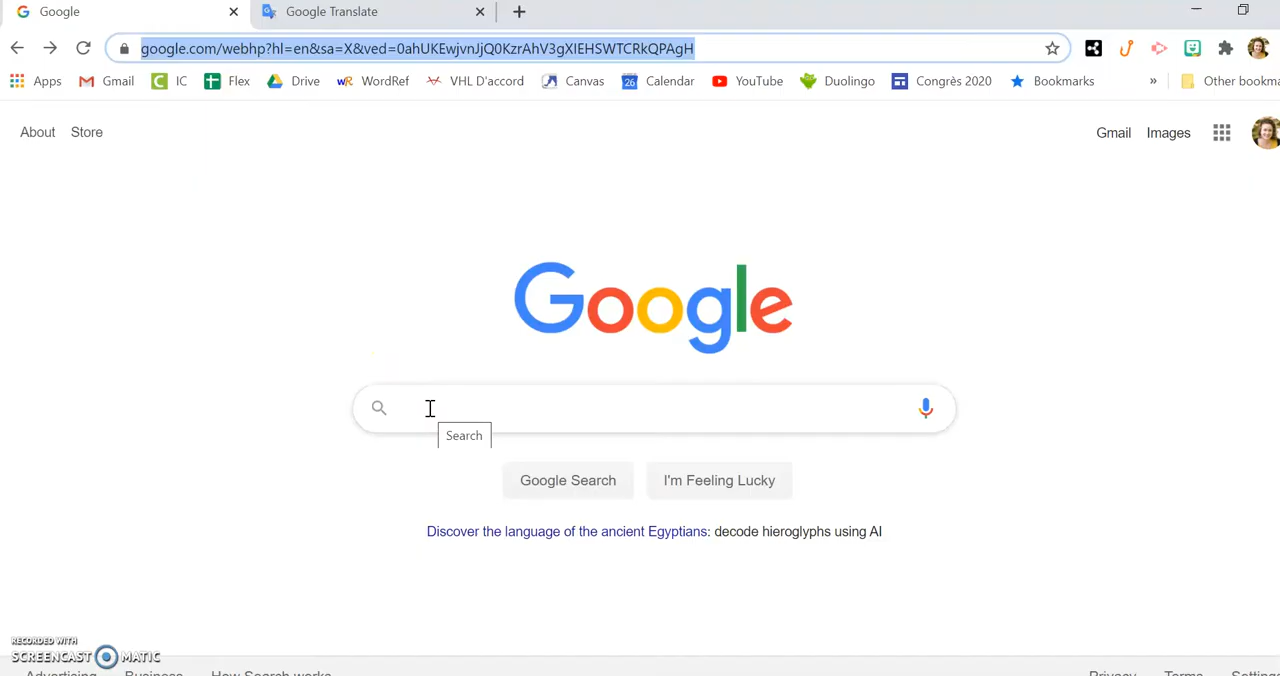 Google
Google Translate
google.com/webhp?hl=en&sa=X&ved=0ahUKEwjvnJjQ0KzrAhV3gXIEHSWTCRkQPAgH
Apps Gmail IC Flex Drive WordRef VHL D'accord Canvas Calendar YouTube Duolingo Congrès 2020 Bookmarks » Other bookma
About Store Gmail Images
Google
Search
Google Search I'm Feeling Lucky
Discover the language of the ancient Egyptians: decode hieroglyphs using AI
RECORDED WITH
SCREENCAST MATIC
Advertising Business How Search works Privacy Terms Settings